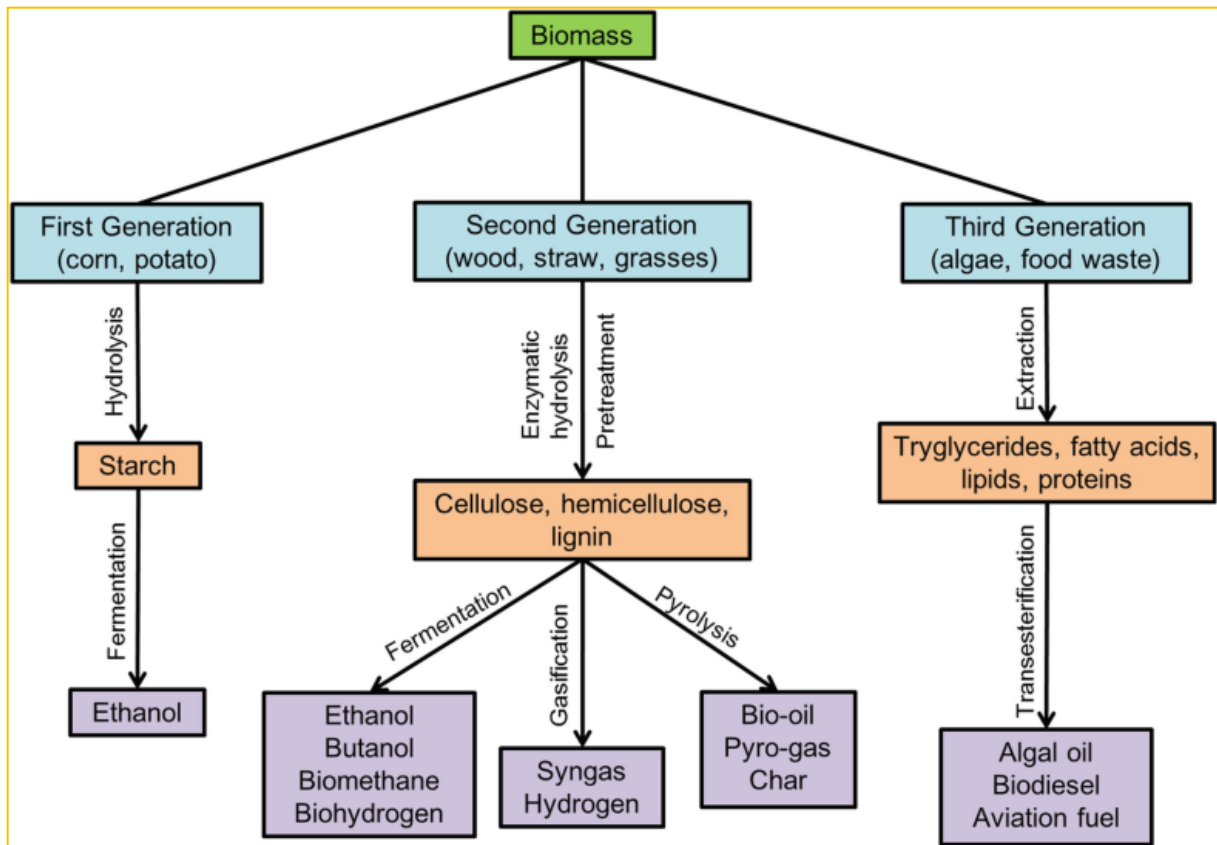 Biomass
First Generation
(corn, potato)
Second Generation
(wood, straw, grasses)
Third Generation
(algae, food waste)
Hydrolysis
Enzymatic
hydrolysis
Pretreatment
Extraction
Starch
Cellulose, hemicellulose,
lignin
Tryglycerides, fatty acids,
lipids, proteins
Fermentation
Fermentation
Gasification
Pyrolysis
Transesterification
Ethanol
Ethanol
Butanol
Biomethane
Biohydrogen
Syngas
Hydrogen
Bio-oil
Pyro-gas
Char
Algal oil
Biodiesel
Aviation fuel